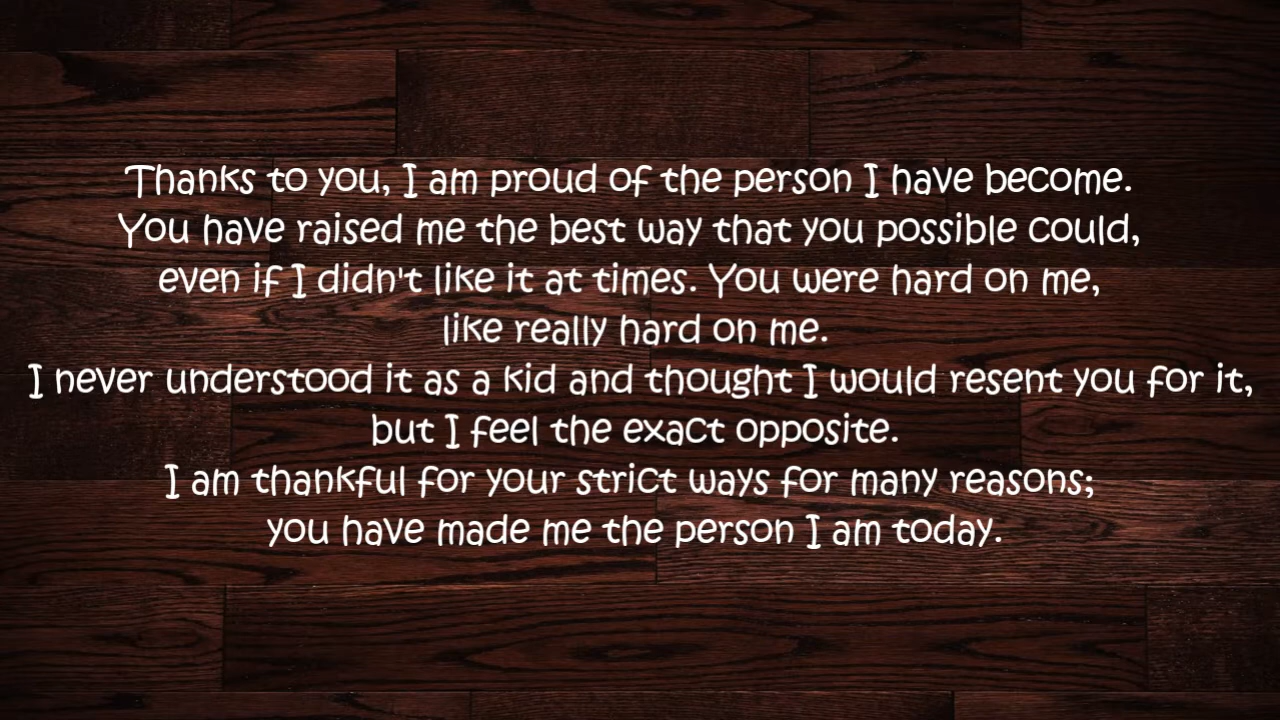 Thanks to you, I am proud of the person I have become.
You have raised me the best way that you possible could,
even if I didn't like it at times. You were hard on me,
like really hard on me.
I never understood it as a kid and thought I would resent you for it,
but I feel the exact opposite.
I am thankful for your strict ways for many reasons;
you have made me the person I am today.